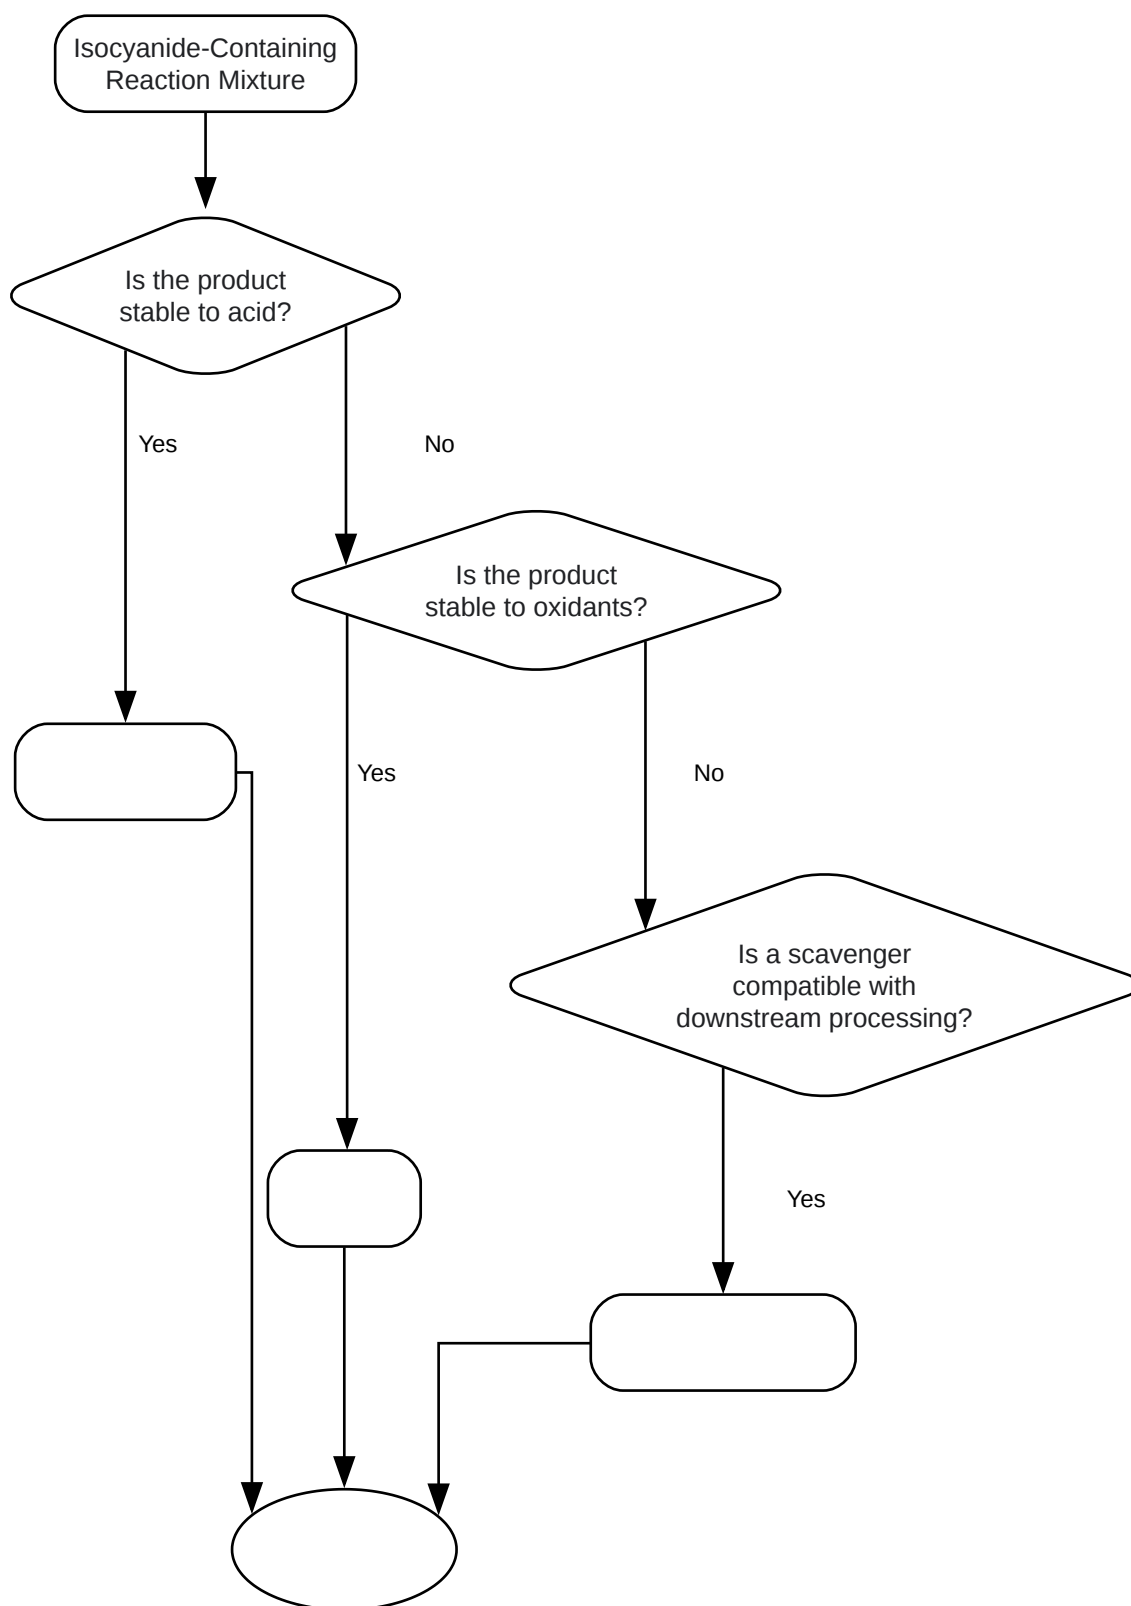 Isocyanide-Containing
Reaction Mixture
Is the product
stable to acid?
Yes
No
Is the product
stable to oxidants?
Yes
No
Is a scavenger
compatible with
downstream processing?
Yes